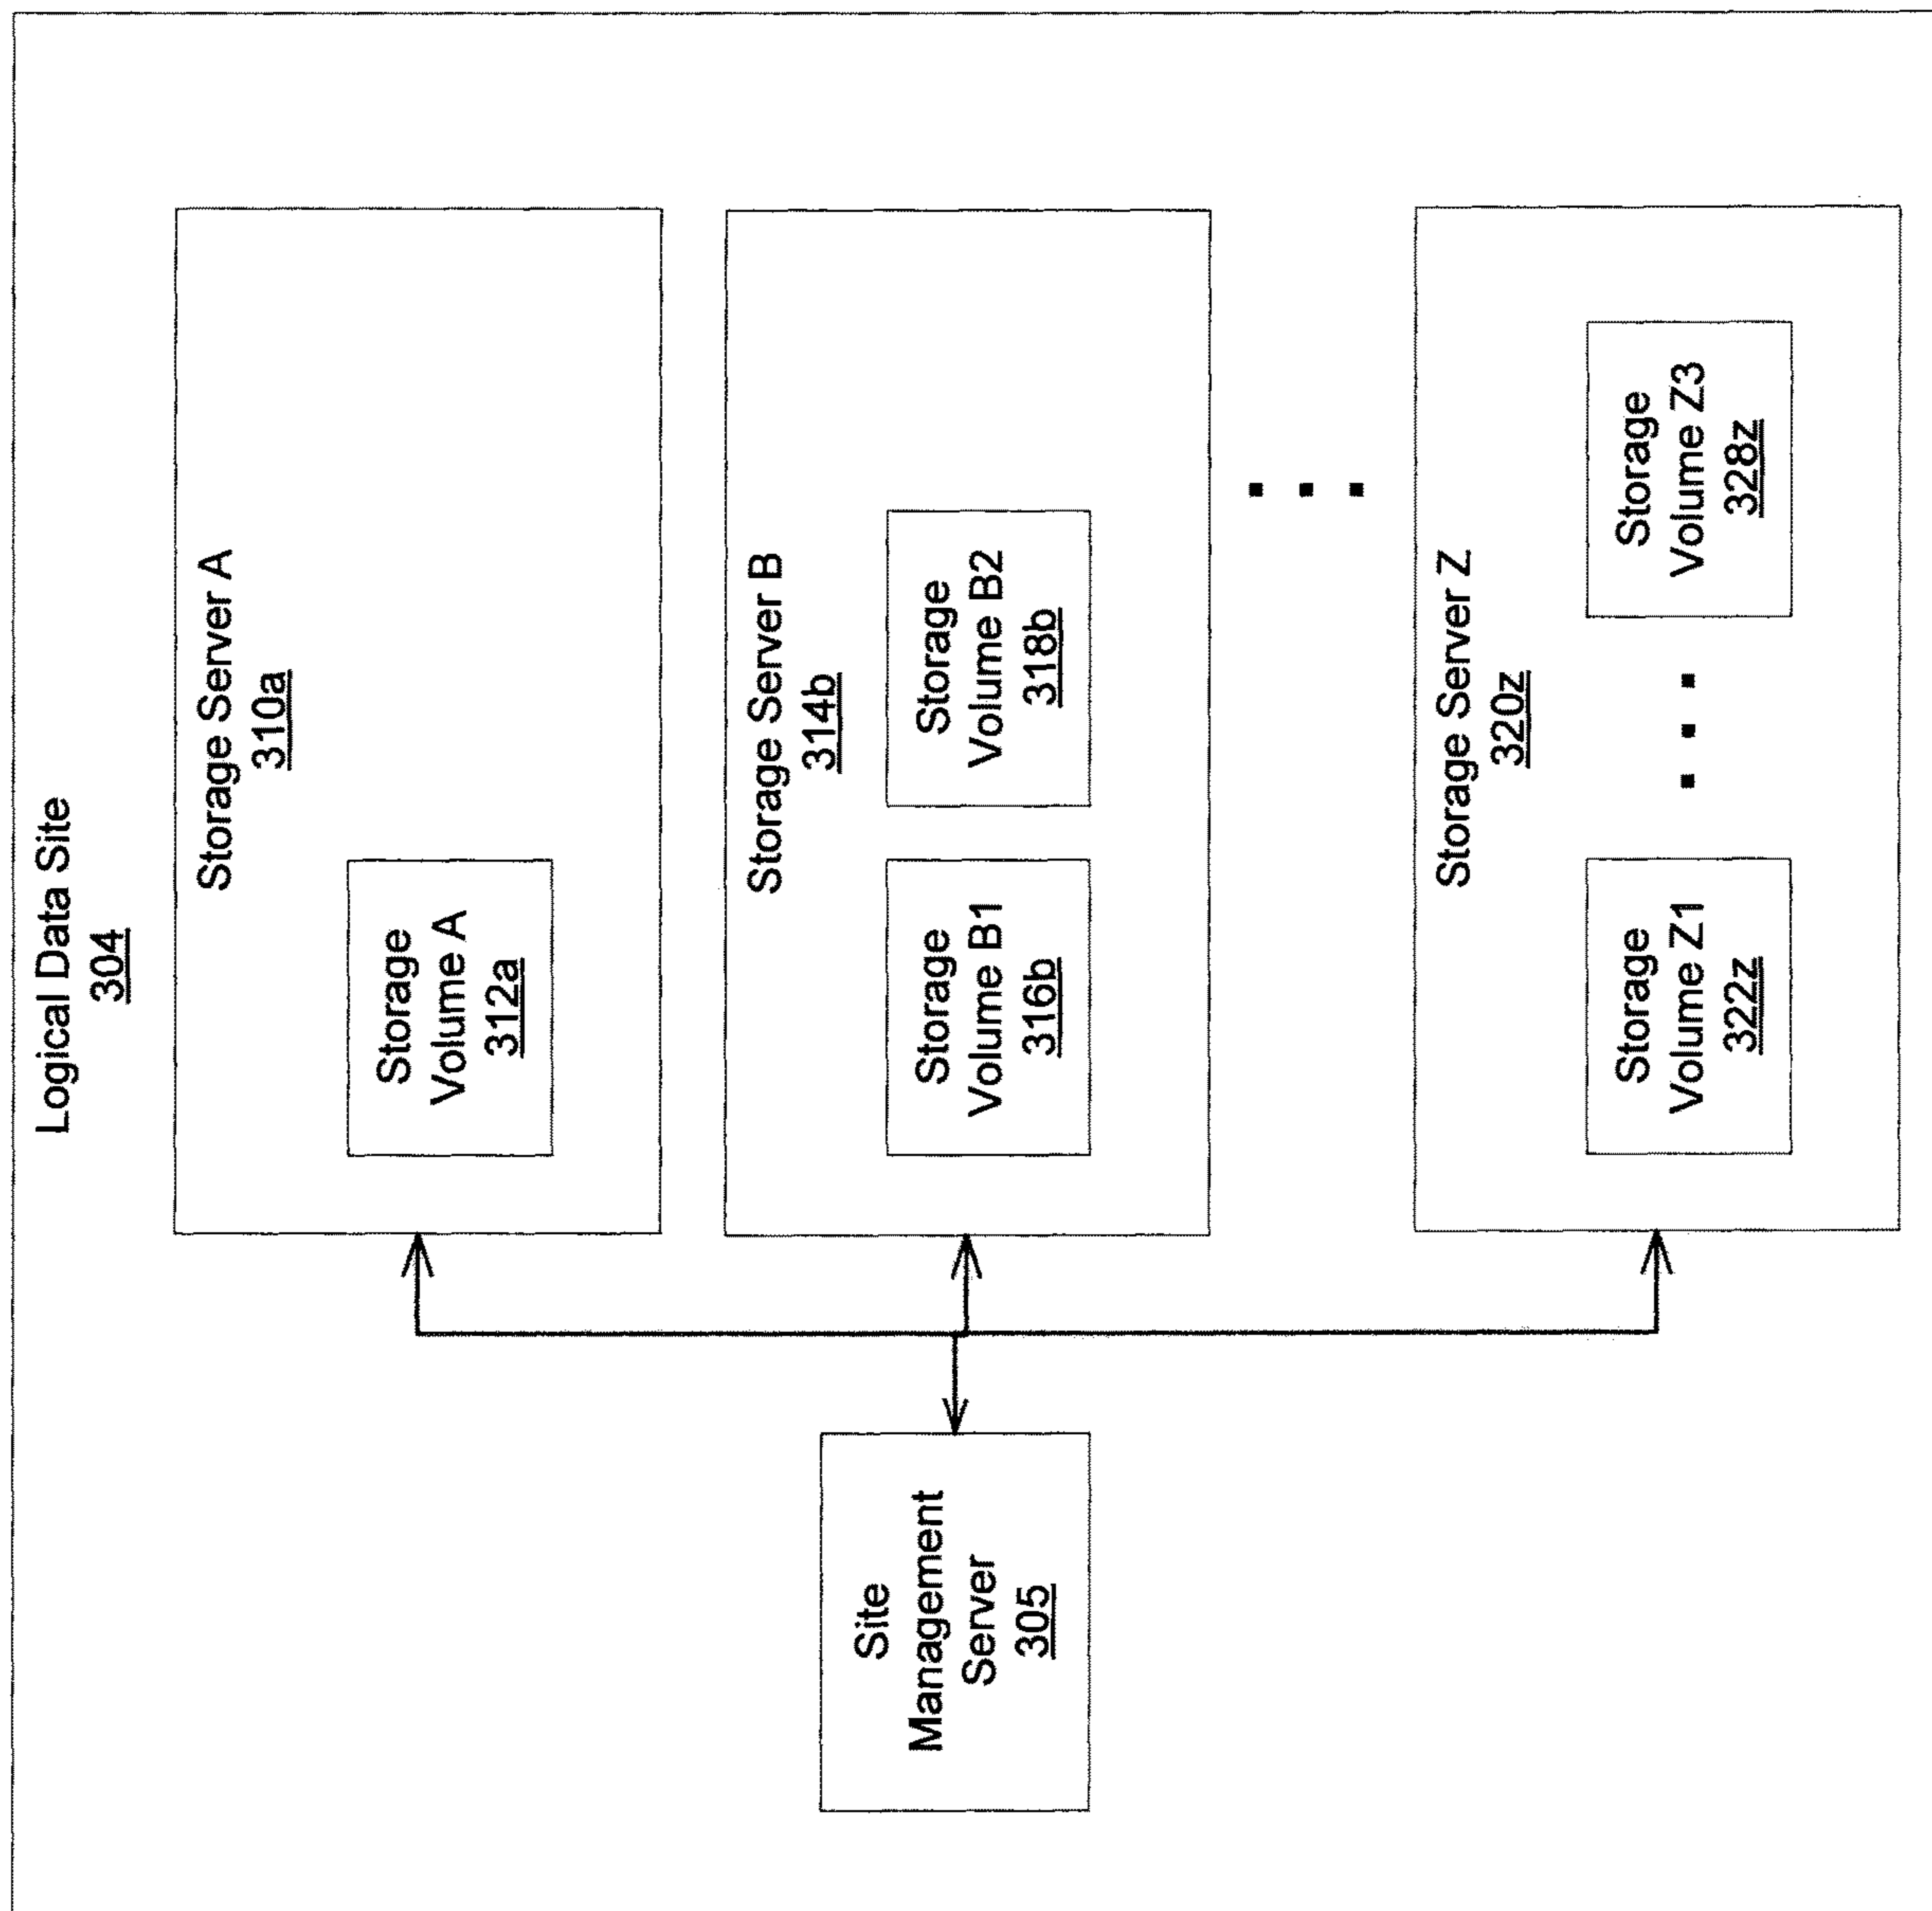 Logical Data Site
304
Storage Server A
310a
Storage
Volume A
312a
Site
Management
Server
305
Storage Server B
314b
Storage
Volume B1
316b
Storage
Volume B2
318b
Storage Server Z
320z
Storage
Volume Z1
322z
Storage
Volume Z3
328z